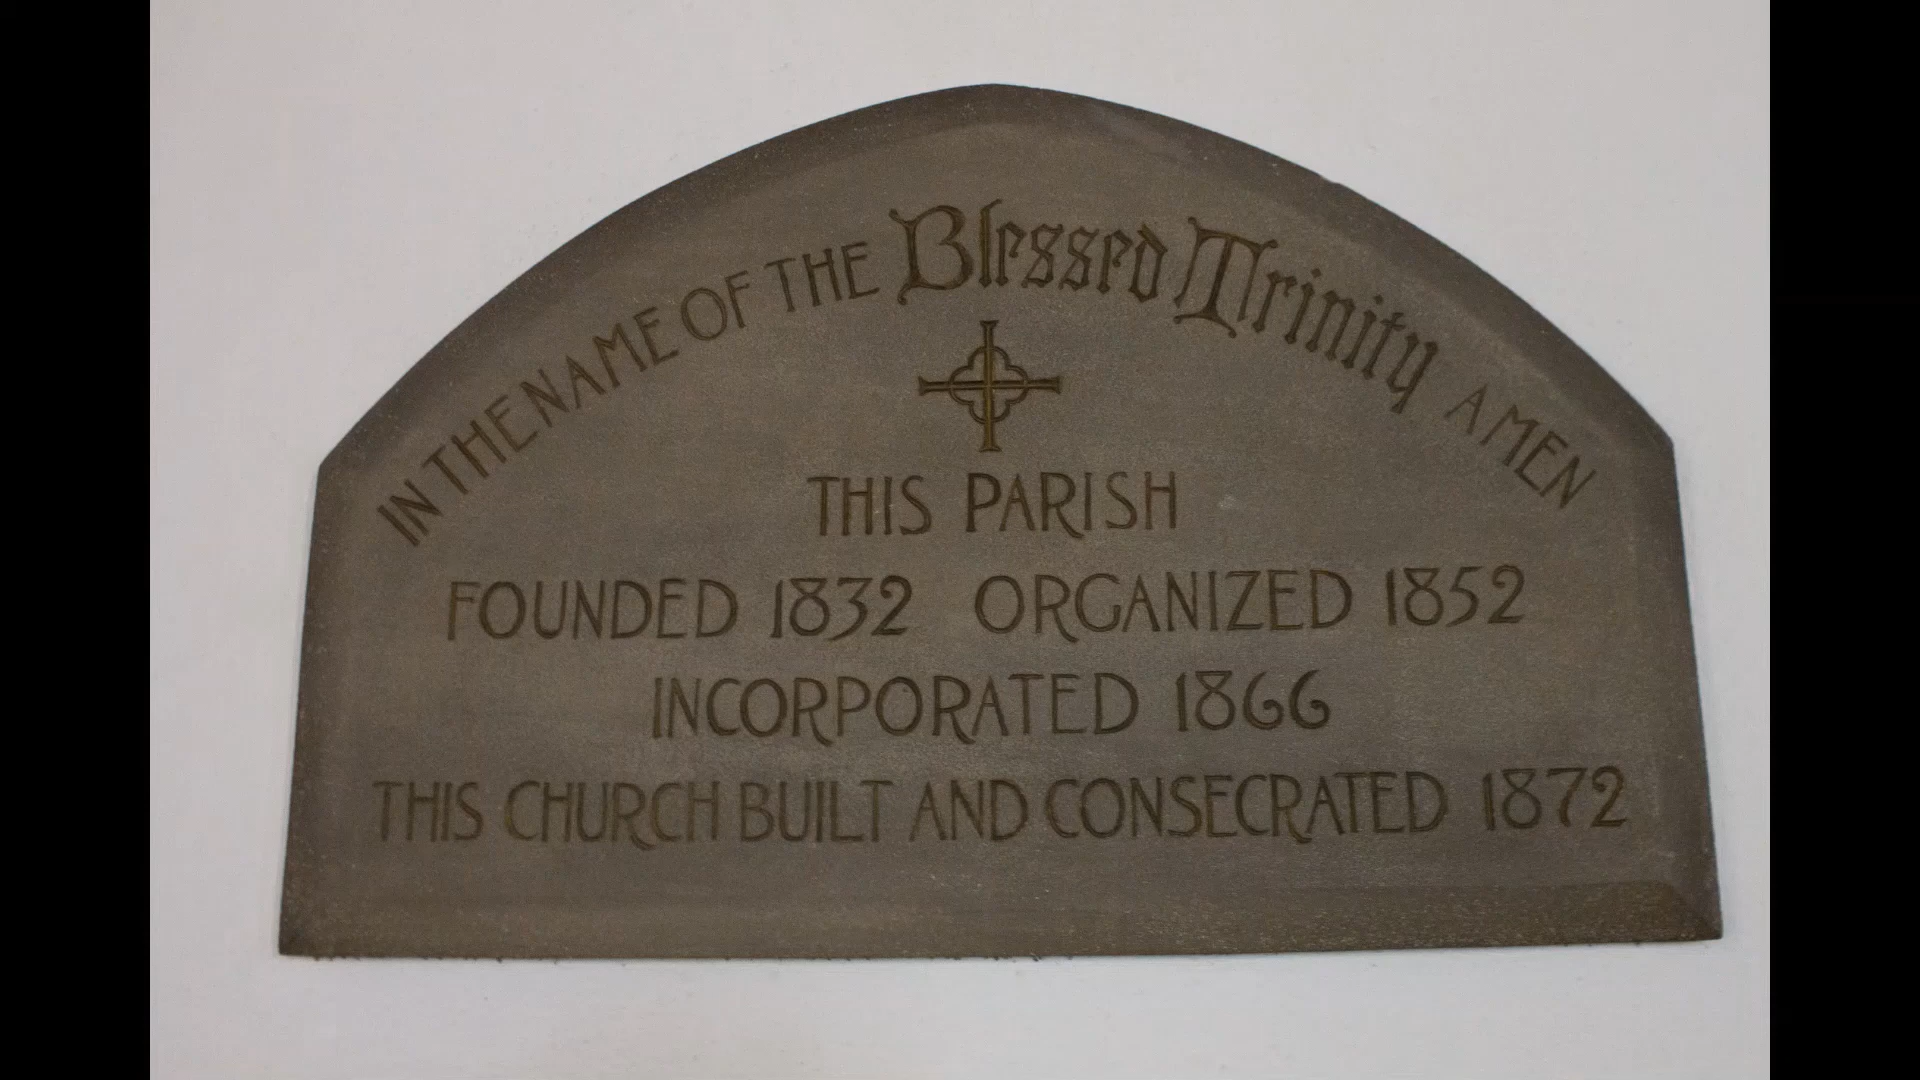 IN THE NAME OF THE Blessed Trinity AMEN
THIS PARISH
FOUNDED 1832 ORGANIZED 1852
INCORPORATED 1866
THIS CHURCH BUILT AND CONSECRATED 1872